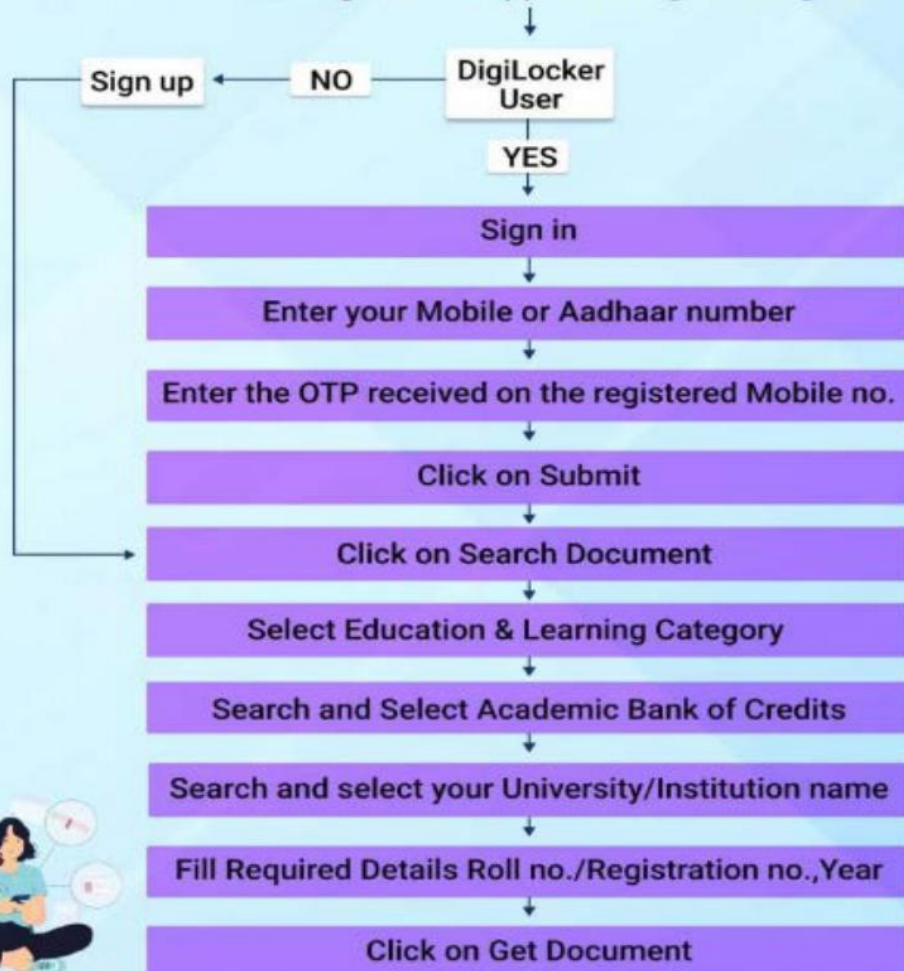 DigiLocker
User
Sign up
NO
YES
Sign in
Enter your Mobile or Aadhaar number
Enter the OTP received on the registered Mobile no.
Click on Submit
Click on Search Document
Select Education & Learning Category
Search and Select Academic Bank of Credits
Search and select your University/Institution name
Fill Required Details Roll no./Registration no.,Year
Click on Get Document